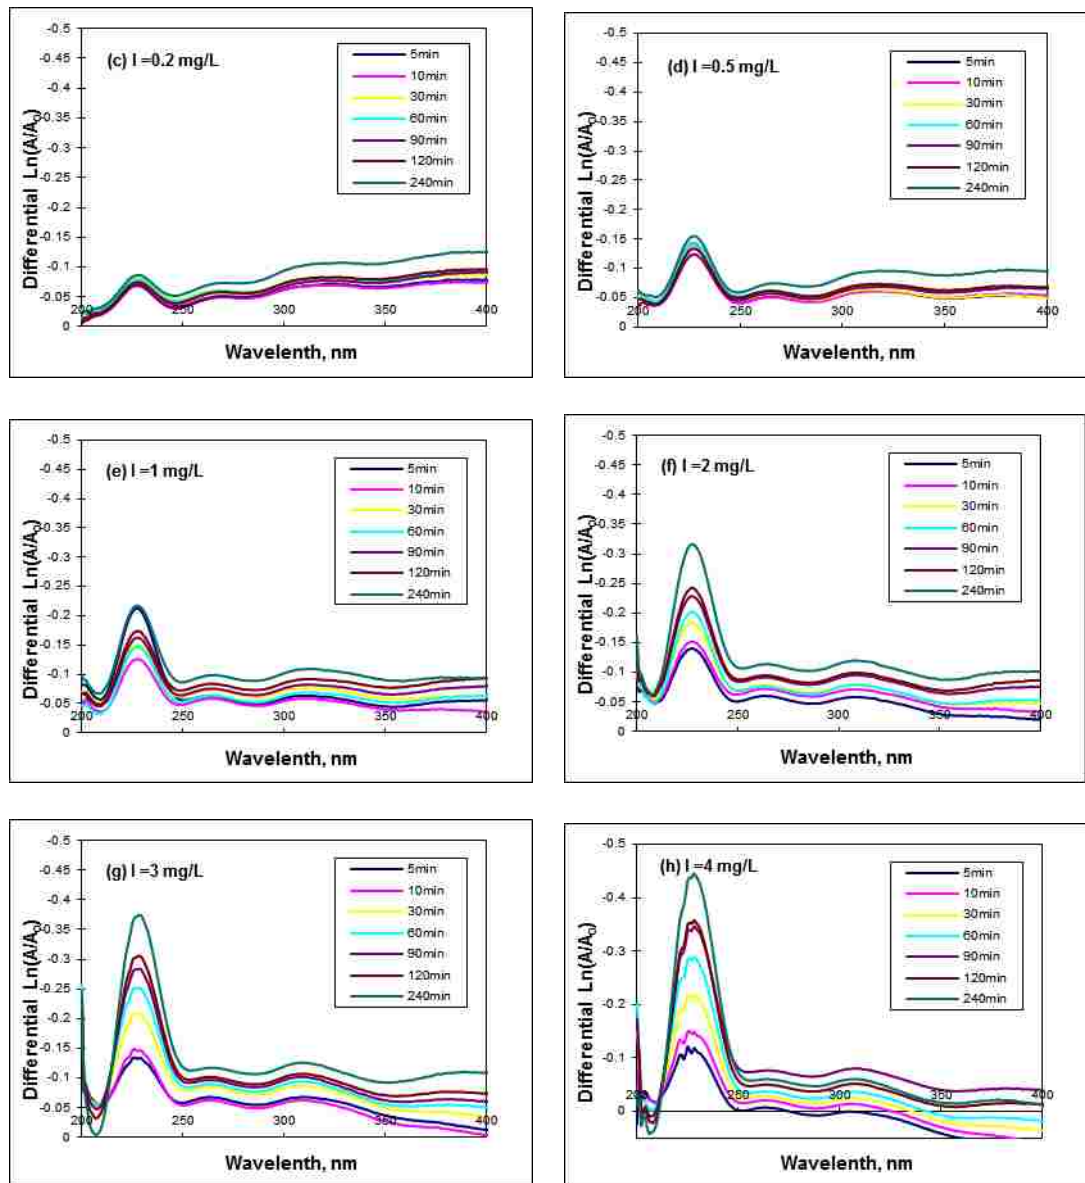 (c) I =0.2 mg/L
Differential Ln(A/A0)
-0.5
-0.45
-0.4
-0.35
-0.3
-0.25
-0.2
-0.15
-0.1
-0.05
0
200 250 300 350 400
Wavelenth, nm
5min
10min
30min
60min
90min
120min
240min
(d) I =0.5 mg/L
Differential Ln(A/A0)
-0.5
-0.45
-0.4
-0.35
-0.3
-0.25
-0.2
-0.15
-0.1
-0.05
0
200 250 300 350 400
Wavelenth, nm
5min
10min
30min
60min
90min
120min
240min
(e) I =1 mg/L
Differential Ln(A/A0)
-0.5
-0.45
-0.4
-0.35
-0.3
-0.25
-0.2
-0.15
-0.1
-0.05
0
200 250 300 350 400
Wavelenth, nm
5min
10min
30min
60min
90min
120min
240min
(f) I =2 mg/L
Differential Ln(A/A0)
-0.5
-0.45
-0.4
-0.35
-0.3
-0.25
-0.2
-0.15
-0.1
-0.05
0
200 250 300 350 400
Wavelenth, nm
5min
10min
30min
60min
90min
120min
240min
(g) I =3 mg/L
Differential Ln(A/A0)
-0.5
-0.45
-0.4
-0.35
-0.3
-0.25
-0.2
-0.15
-0.1
-0.05
0
200 250 300 350 400
Wavelenth, nm
5min
10min
30min
60min
90min
120min
240min
(h) I =4 mg/L
Differential Ln(A/A0)
-0.5
-0.4
-0.3
-0.2
-0.1
0
200 250 300 350 400
Wavelenth, nm
5min
10min
30min
60min
90min
120min
240min